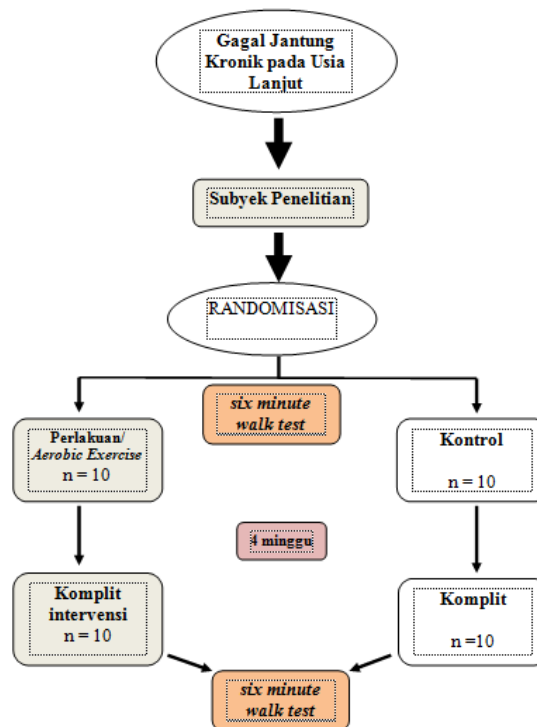 Gagal Jantung
Kronik pada Usia
Lanjut
Subyek Penelitian
RANDOMISASI
six minute
walk test
Perlakuan/
Aerobic Exercise
n = 10
Kontrol
n = 10
4 minggu
Komplit
intervensi
n = 10
Komplit
n =10
six minute
walk test